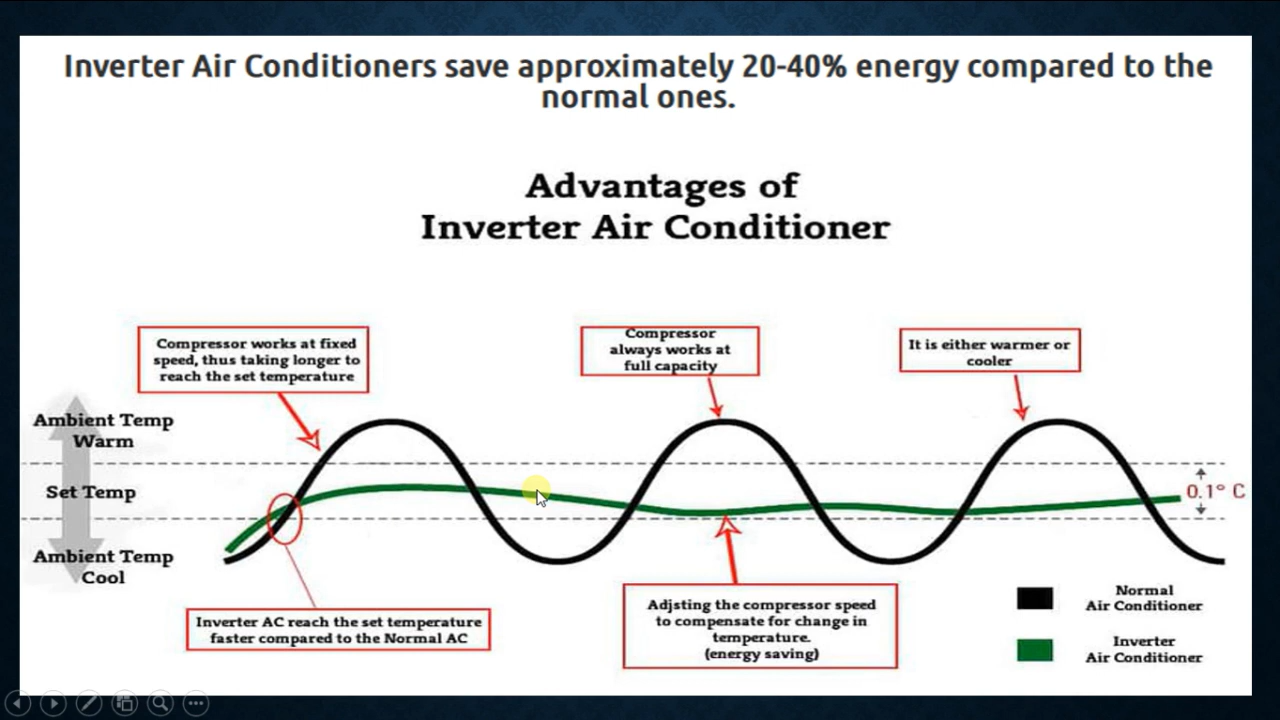 Inverter Air Conditioners save approximately 20-40% energy compared to the
normal ones.
Advantages of
Inverter Air Conditioner
Compressor works at fixed
speed, thus taking longer to
reach the set temperature
Compressor
always works at
full capacity
It is either warmer or
cooler
Ambient Temp
Warm
Set Temp
Ambient Temp
Cool
0.1° C
Inverter AC reach the set temperature
faster compared to the Normal AC
Adjsting the compressor speed
to compensate for change in
temperature.
(energy saving)
Normal
Air Conditioner
Inverter
Air Conditioner